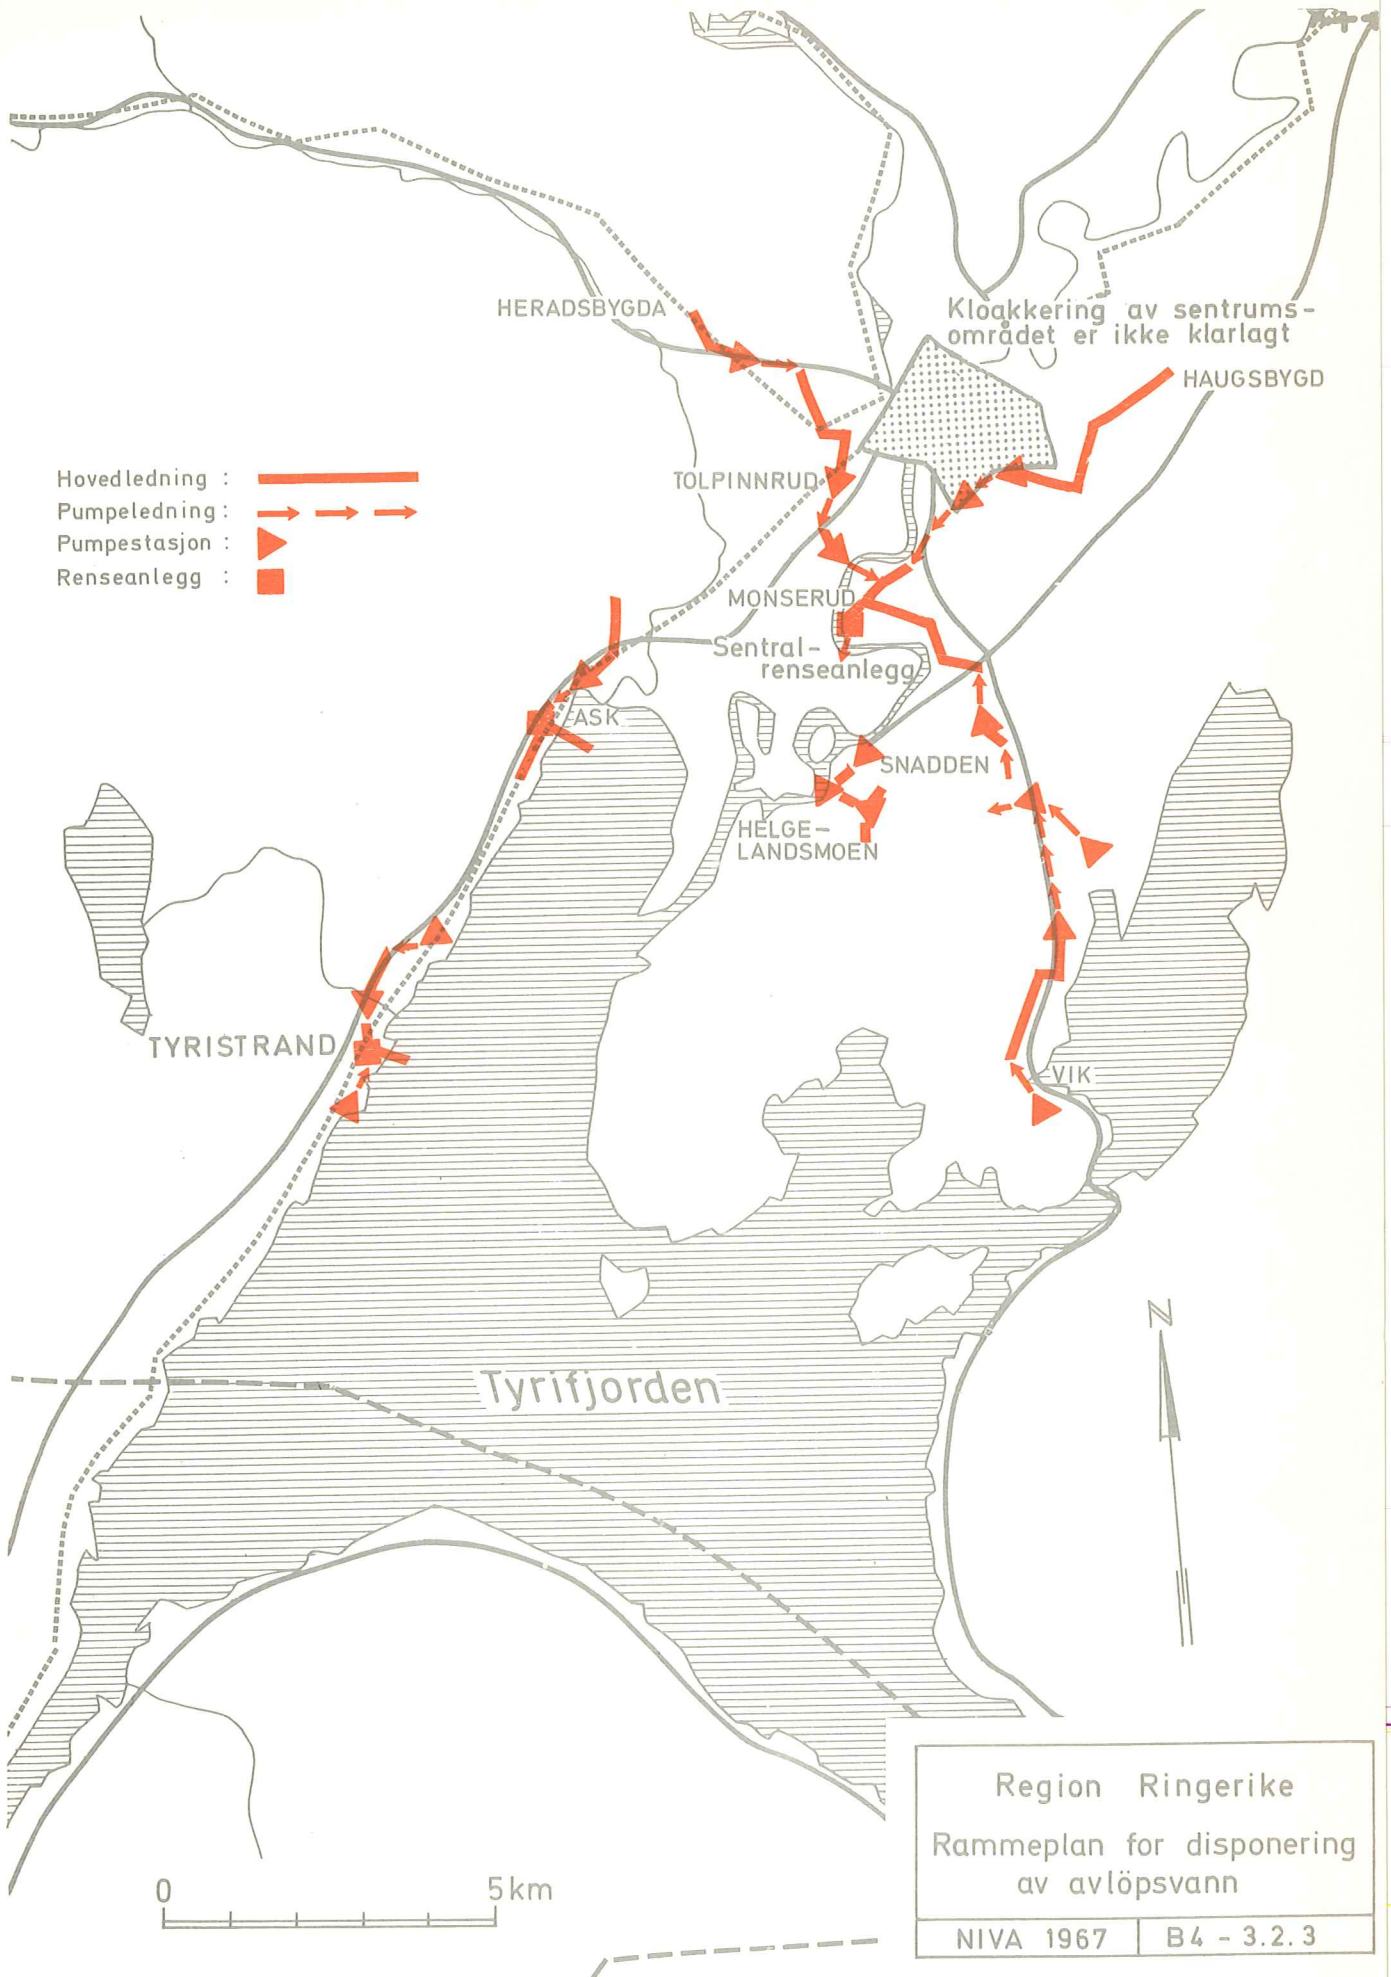 HERADSBYGDA
Kloakkering av sentrums-
området er ikke klarlagt
HAUGSBYGD
Hovedledning :
Pumpeledning :
Pumpestasjon :
Renseanlegg :
TOLPINNRUD
MONSERUD
Sentral-
renseanlegg
ASK
SNADDEN
HELGE-
LANDSMOEN
TYRISTRAND
VIK
N
Tyrifjorden
0 5km
Region Ringerike
Rammeplan for disponering
av avlöpsvann
NIVA 1967 B4 - 3.2.3